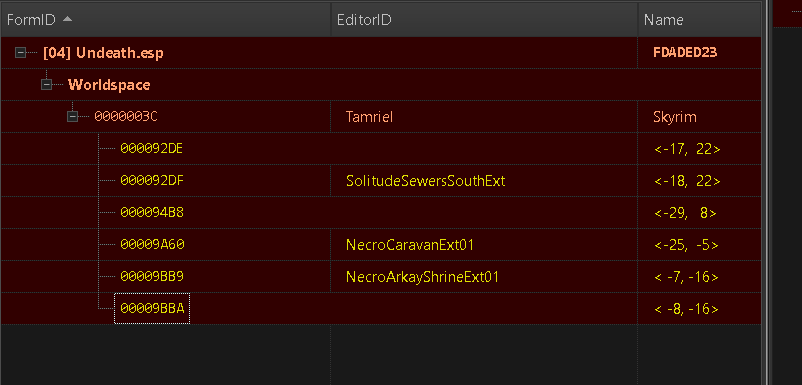 FormID EditorID Name
[04] Undeath.esp FDADED23
Worldspace
0000003C Tamriel Skyrim
000092DE <-17, 22>
000092DF SolitudeSewersSouthExt <-18, 22>
000094B8 <-29, 8>
00009A60 NecroCaravanExt01 <-25, -5>
00009BB9 NecroArkayShrineExt01 < -7, -16>
00009BBA < -8, -16>